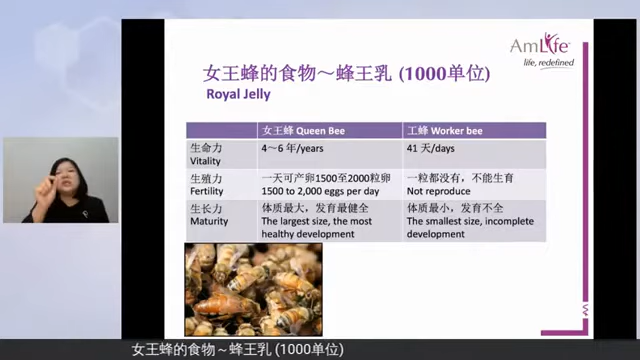 AmLife
life, redefined
女王蜂的食物～蜂王乳 (1000单位)
Royal Jelly
女王蜂 Queen Bee
工蜂 Worker bee
生命力
Vitality
4～6 年/years
41 天/days
生殖力
Fertility
一天可产卵1500至2000粒卵
1500 to 2,000 eggs per day
一粒都没有，不能生育
Not reproduce
生长力
Maturity
体质最大，发育最健全
The largest size, the most
healthy development
体质最小，发育不全
The smallest size, incomplete
development
女王蜂的食物～蜂王乳 (1000单位)